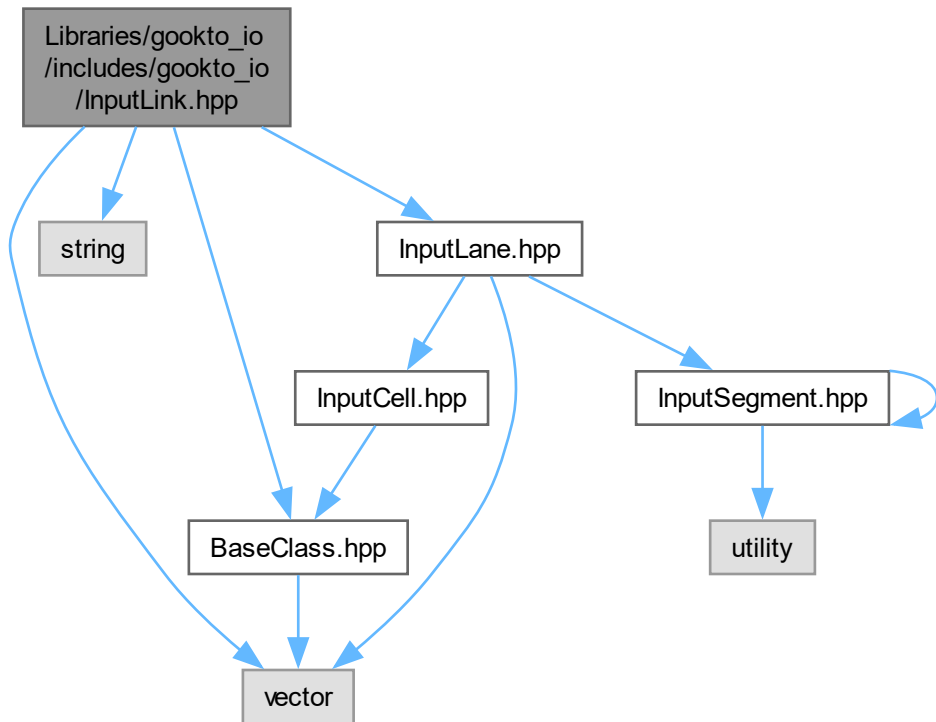 Libraries/gookto_io
/includes/gookto_io
/InputLink.hpp
string
InputLane.hpp
InputCell.hpp
InputSegment.hpp
BaseClass.hpp
utility
vector